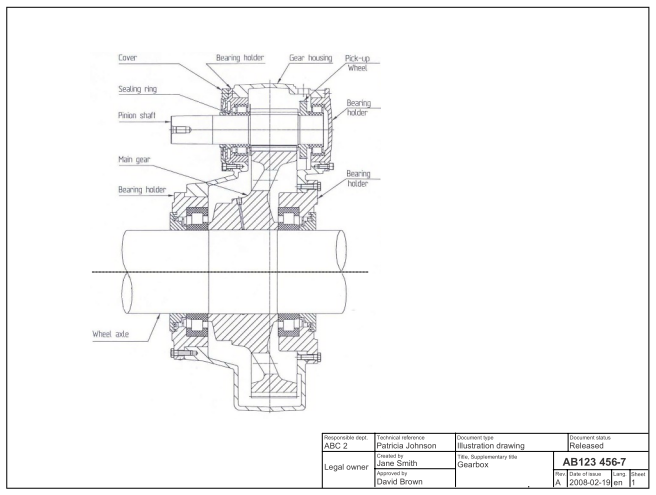 Cover
Bearing holder
Gear housing
Pick-up
Wheel
Sealing ring
Bearing
holder
Pinion shaft
Main gear
Bearing
holder
Bearing holder
Wheel axle
Responsible dept.
ABC 2
Technical reference
Patricia Johnson
Document type
Illustration drawing
Document status
Released
Legal owner
Created by
Jane Smith
Title, Supplementary title
Gearbox
AB123 456-7
Approved by
David Brown
Rev.
A
Date of issue
2008-02-19
Lang.
en
Sheet
1